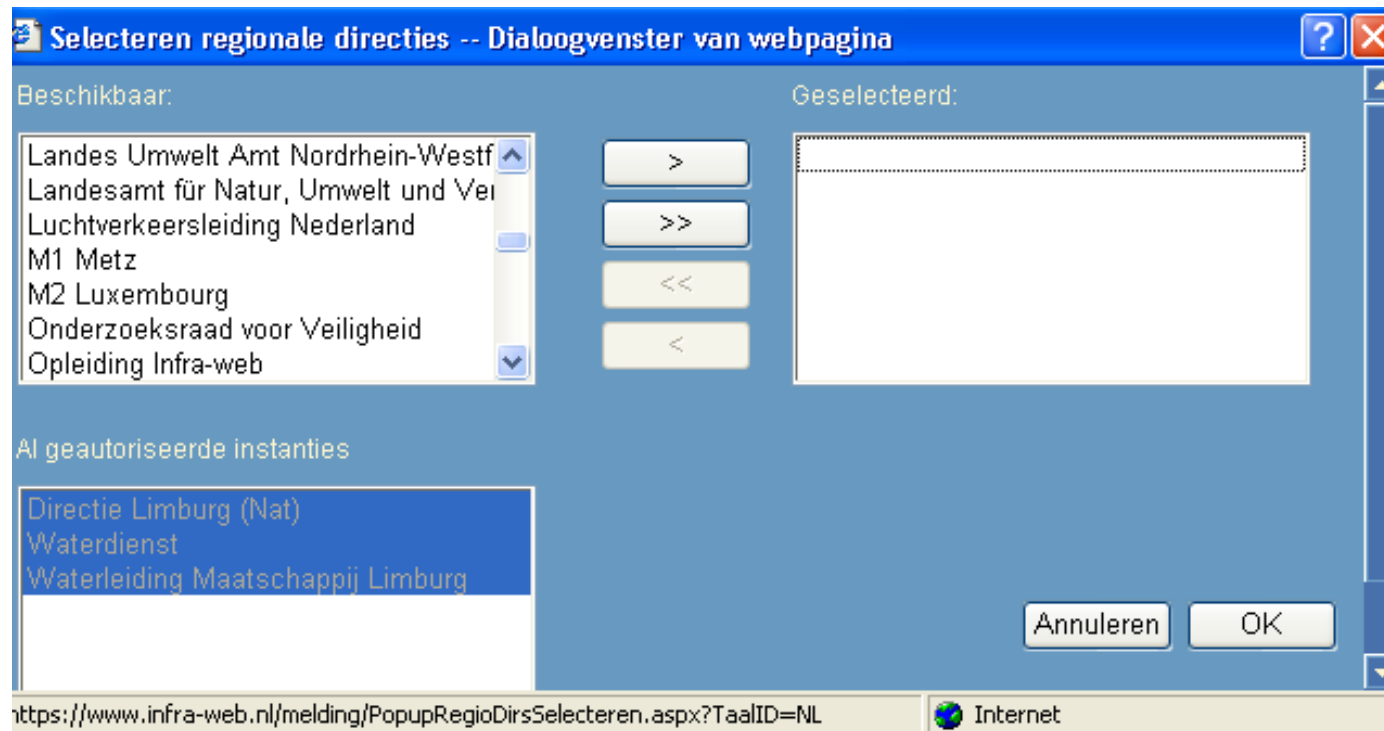 Selecteren regionale directies -- Dialoogvenster van webpagina
Beschikbaar:
Geselecteerd:
Landes Umwelt Amt Nordrhein-Westf
Landesamt für Natur, Umwelt und Ver
Luchtverkeersleiding Nederland
M1 Metz
M2 Luxembourg
Onderzoeksraad voor Veiligheid
Opleiding Infra-web
>
>>
<<
<
Al geautoriseerde instanties
Directie Limburg (Nat)
Waterdienst
Waterleiding Maatschappij Limburg
Annuleren
OK
https://www.infra-web.nl/melding/PopupRegioDirsSelecteren.aspx?TaalID=NL
Internet